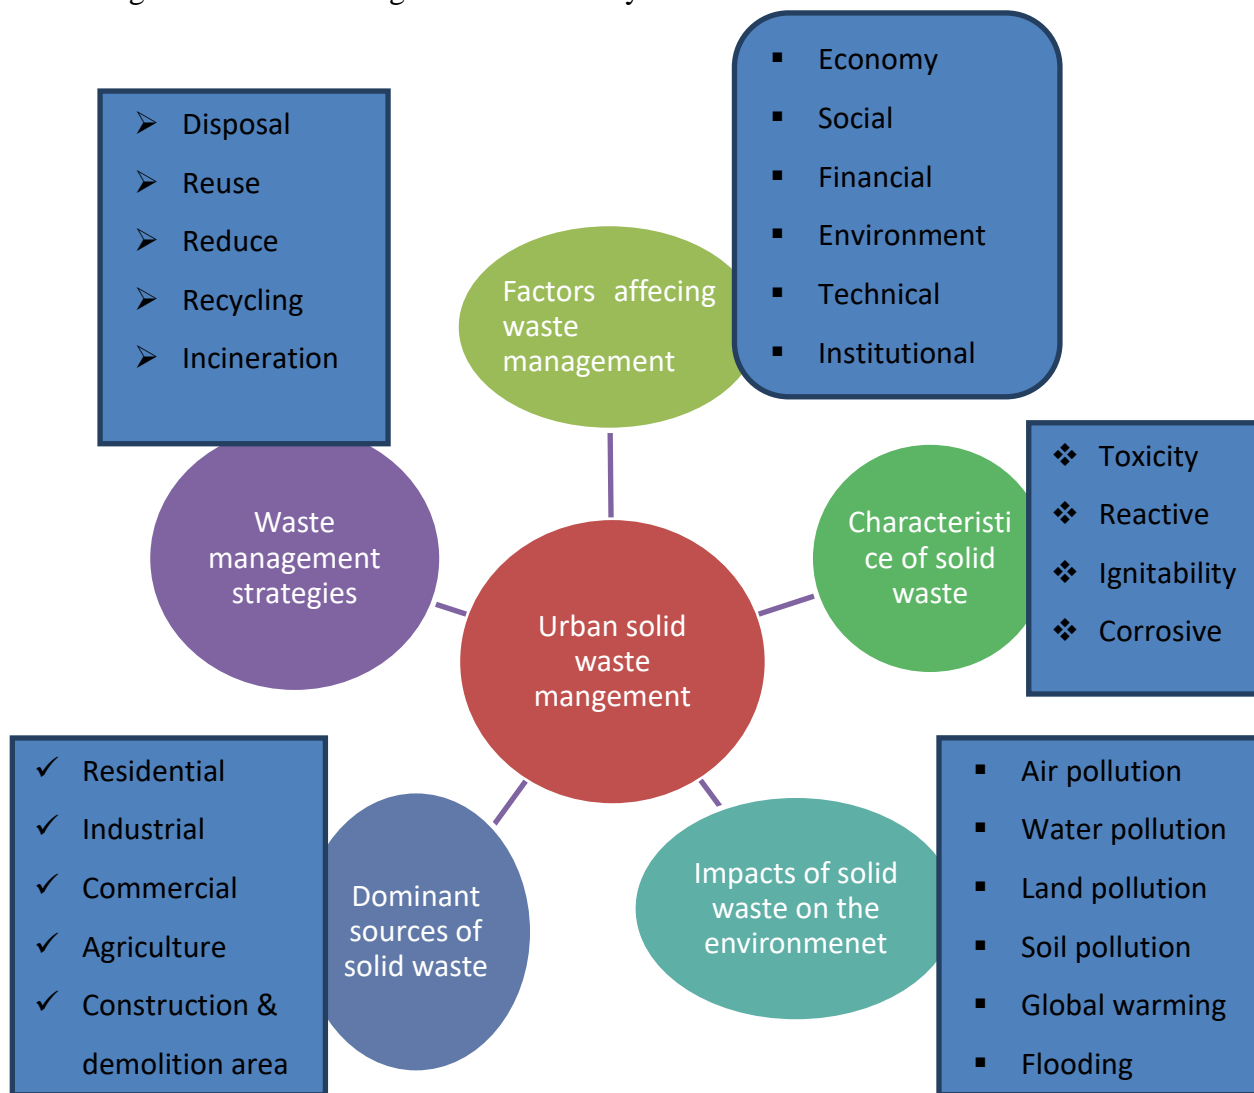 Economy
Social
Financial
Environment
Technical
Institutional
Disposal
Reuse
Reduce
Recycling
Incineration
Factors affecing
waste
management
Toxicity
Reactive
Ignitability
Corrosive
Characteristi
ce of solid
waste
Waste
management
strategies
Urban solid
waste
mangement
Residential
Industrial
Commercial
Agriculture
Construction &
demolition area
Dominant
sources of
solid waste
Impacts of solid
waste on the
environmenet
Air pollution
Water pollution
Land pollution
Soil pollution
Global warming
Flooding